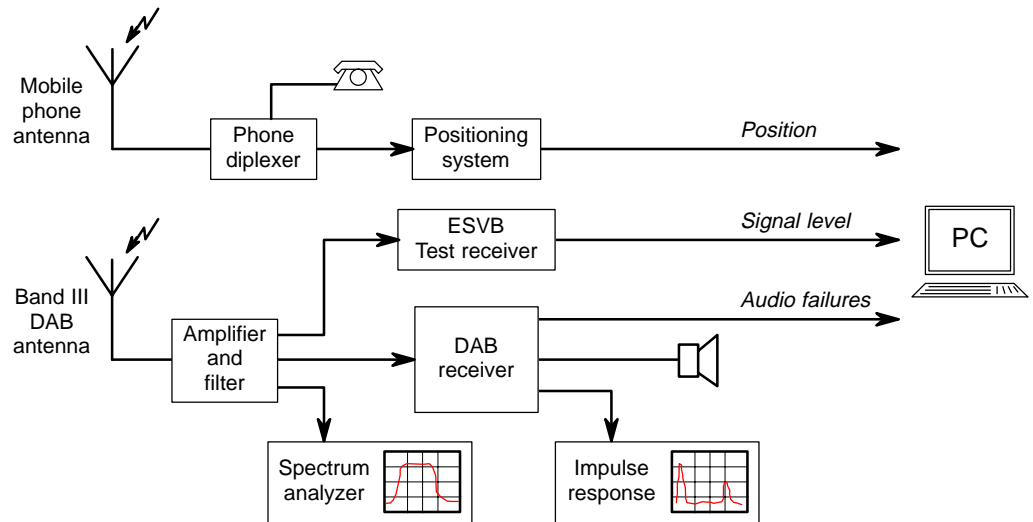 Mobile
phone
antenna
Phone
diplexer
Positioning
system
Position
Band III
DAB
antenna
Amplifier
and
filter
ESVB
Test receiver
Signal level
PC
DAB
receiver
Audio failures
Spectrum
analyzer
Impulse
response